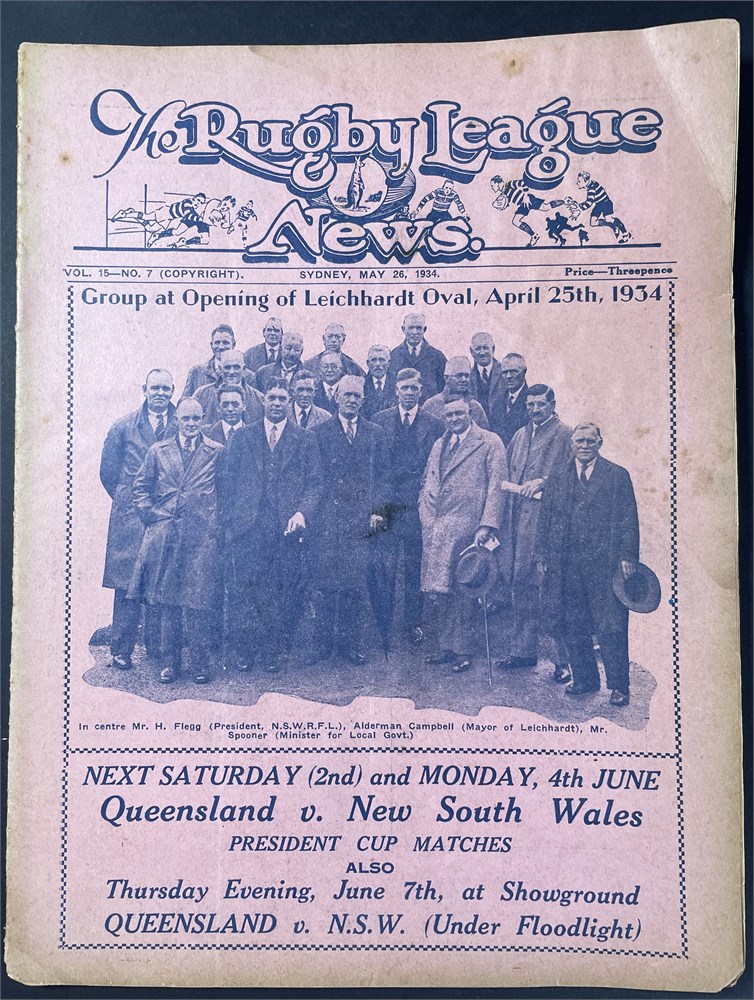 The Rugby League
News.
VOL. 15—NO. 7 (COPYRIGHT). SYDNEY, MAY 26, 1934. Price—Threepence
Group at Opening of Leichhardt Oval, April 25th, 1934
In centre Mr. H. Flegg (President, N.S.W.R.F.L.), Alderman Campbell (Mayor of Leichhardt), Mr.
Spooner (Minister for Local Govt.)
NEXT SATURDAY (2nd) and MONDAY, 4th JUNE
Queensland v. New South Wales
PRESIDENT CUP MATCHES
ALSO
Thursday Evening, June 7th, at Showground
QUEENSLAND v. N.S.W. (Under Floodlight)